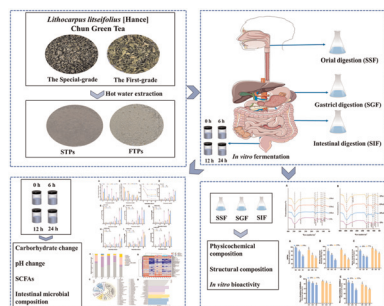 Lithocarpus litseifolius [Hance]
Chun Green Tea
The Special-grade
The First-grade
Hot water extraction
STPs
FTPs
Orial digestion (SSF)
Gastriel digestion (SGF)
Intestinal digestion (SIF)
0 h
6 h
12 h
24 h
In vitro fermentation
0 h
6 h
12 h
24 h
Carbohydrate change
pH change
SCFAs
Intestinal microbial
composition
SSF
SGF
SIF
Physicochemical
composition
Structural composition
In vitro bioactivity